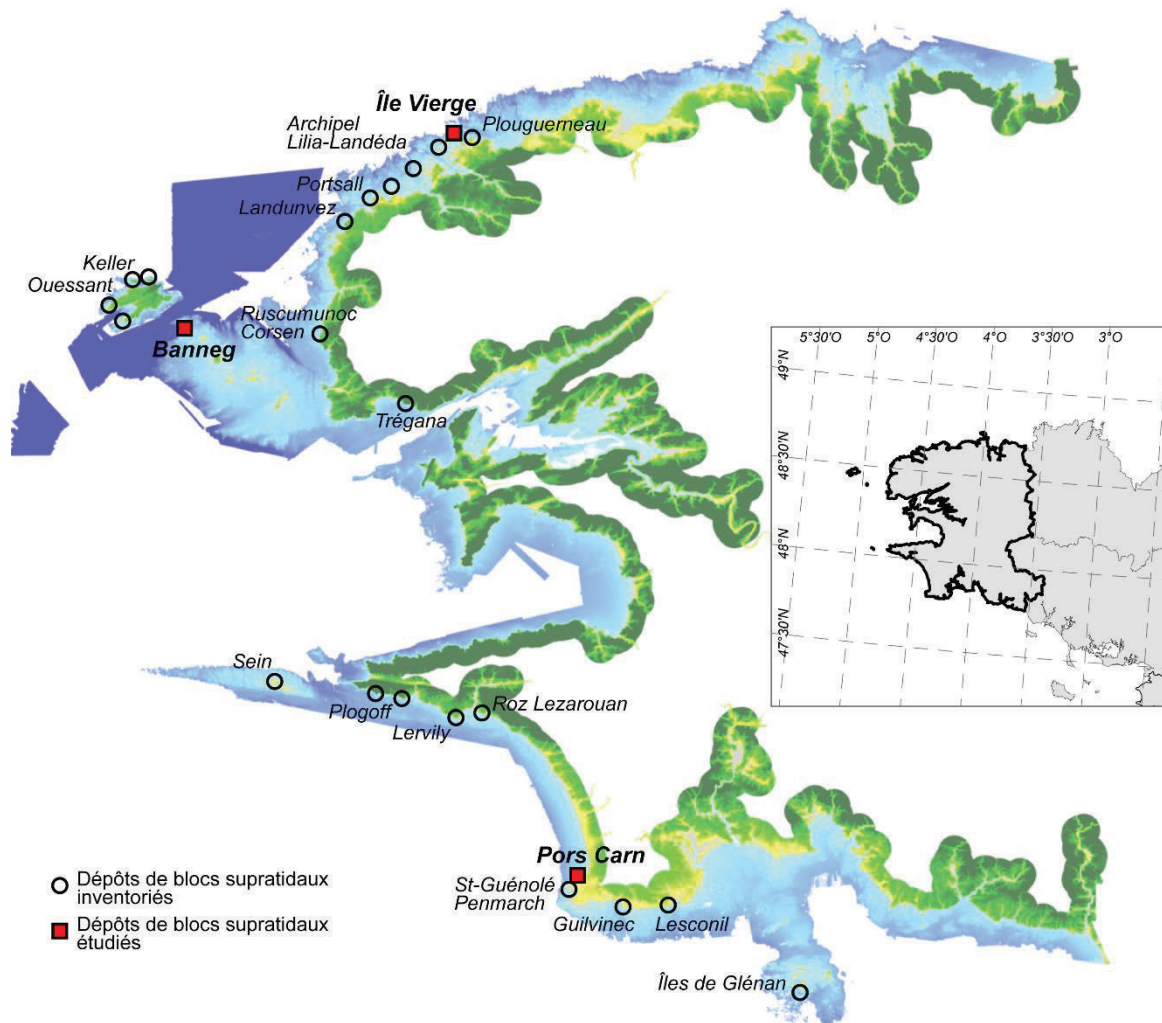 Île Vierge
Archipel
Lilia-Landéda
Plouguerneau
Portsall
Landunvez
Keller
Ouessant
Banneg
Ruscumunoc
Corsen
Trégana
5°30'O
5°O
4°30'O
4°O
3°30'O
3°O
49°N
48°30'N
48°N
47°30'N
Sein
Plogoff
Lervily
Roz Lezarouan
Pors Carn
St-Guénolé
Penmarch
Guilvinec
Lesconil
Îles de Glénan
Dépôts de blocs supratidaux
inventoriés
Dépôts de blocs supratidaux
étudiés